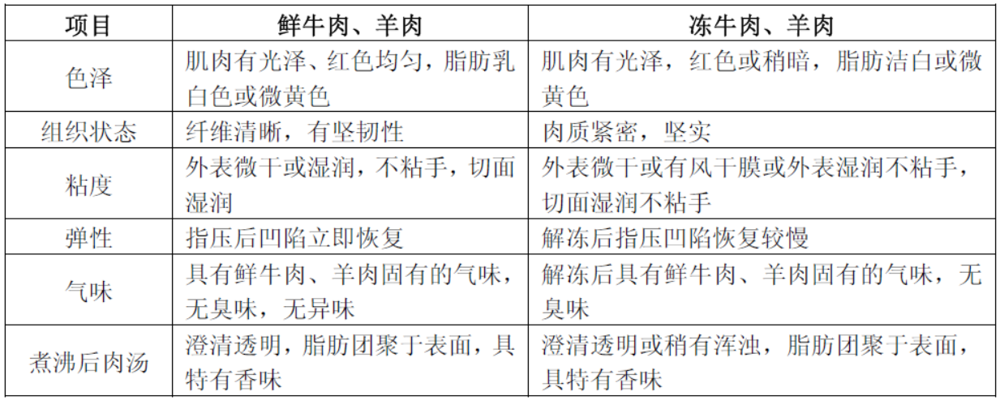 项目
鲜牛肉、羊肉
冻牛肉、羊肉
色泽
肌肉有光泽、红色均匀，脂肪乳
白色或微黄色
肌肉有光泽，红色或稍暗，脂肪洁白或微
黄色
组织状态
纤维清晰，有坚韧性
肉质紧密，坚实
粘度
外表微干或湿润，不粘手，切面
湿润
外表微干或有风干膜或外表湿润不粘手，
切面湿润不粘手
弹性
指压后凹陷立即恢复
解冻后指压凹陷恢复较慢
气味
具有鲜牛肉、羊肉固有的气味，
无臭味，无异味
解冻后具有鲜牛肉、羊肉固有的气味，无
臭味
煮沸后肉汤
澄清透明，脂肪团聚于表面，具
特有香味
澄清透明或稍有浑浊，脂肪团聚于表面，
具特有香味